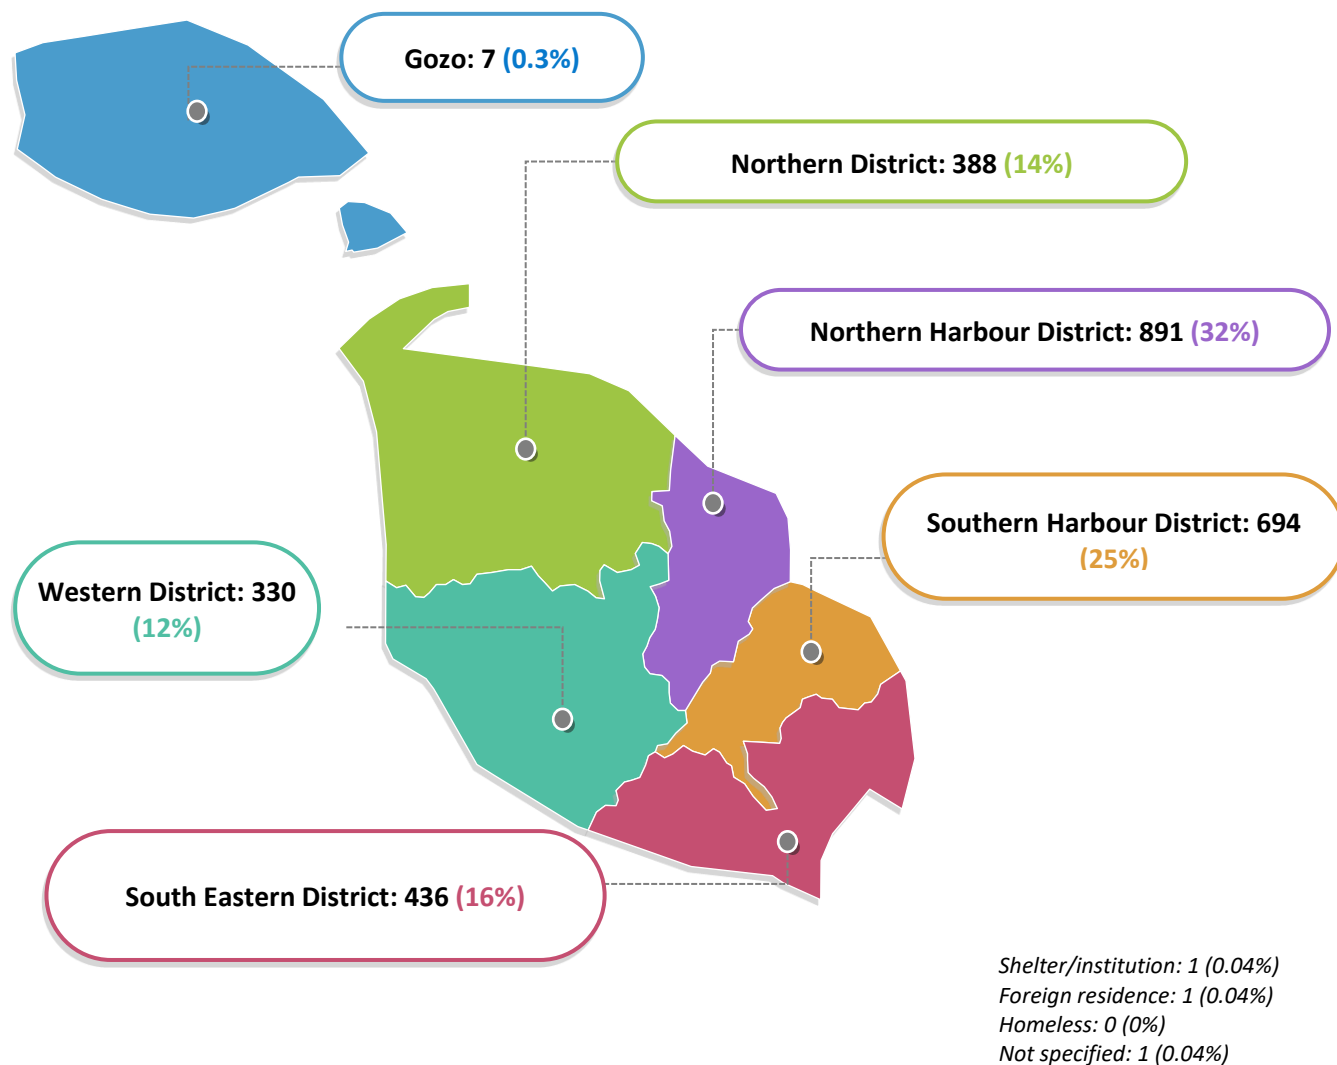 Gozo: 7 (0.3%)
Northern District: 388 (14%)
Northern Harbour District: 891 (32%)
Southern Harbour District: 694
(25%)
Western District: 330
(12%)
South Eastern District: 436 (16%)
Shelter/institution: 1 (0.04%)
Foreign residence: 1 (0.04%)
Homeless: 0 (0%)
Not specified: 1 (0.04%)